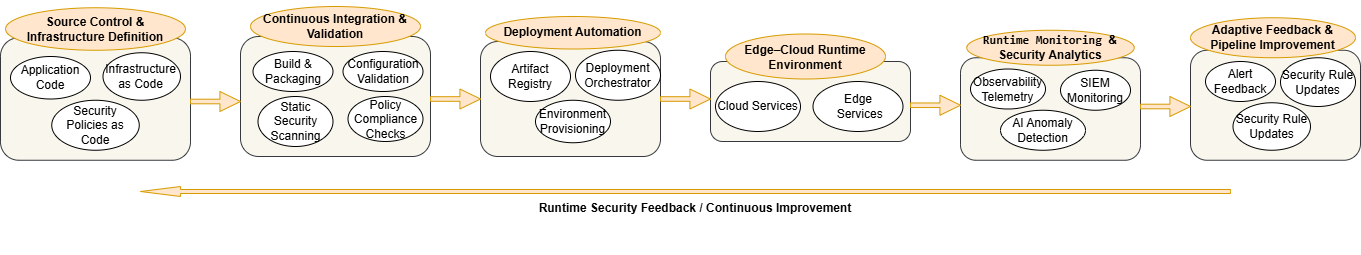 Source Control &
Infrastructure Definition
Application
Code
Infrastructure
as Code
Security
Policies as
Code
Continuous Integration &
Validation
Build &
Packaging
Configuration
Validation
Static
Security
Scanning
Policy
Compliance
Checks
Deployment Automation
Artifact
Registry
Deployment
Orchestrator
Environment
Provisioning
Edge–Cloud Runtime
Environment
Cloud Services
Edge
Services
Runtime Monitoring &
Security Analytics
Observability
Telemetry
SIEM
Monitoring
AI Anomaly
Detection
Adaptive Feedback &
Pipeline Improvement
Alert
Feedback
Security Rule
Updates
Security Rule
Updates
Runtime Security Feedback / Continuous Improvement